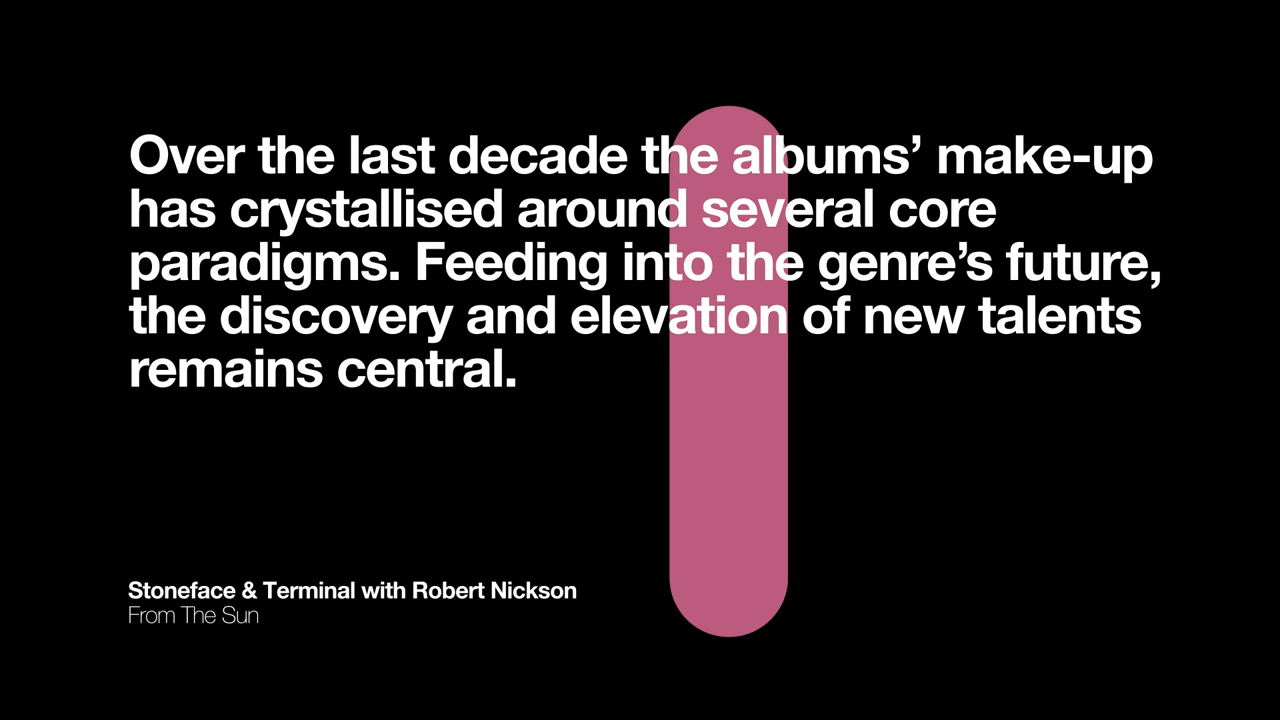 Over the last decade the albums’ make-up
has crystallised around several core
paradigms. Feeding into the genre’s future,
the discovery and elevation of new talents
remains central.
Stoneface & Terminal with Robert Nickson
From The Sun